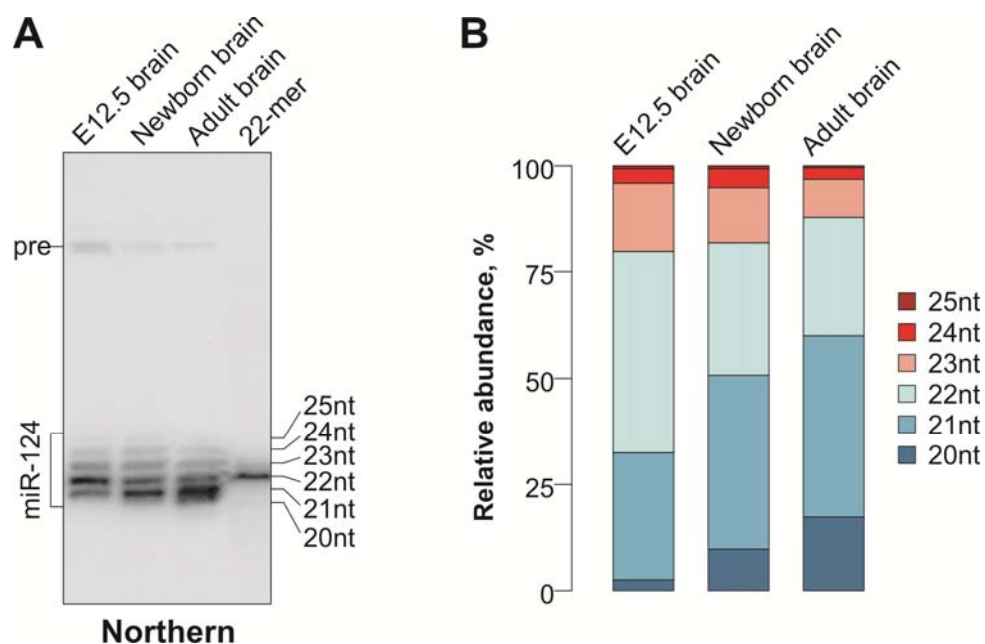 A
E12.5 brain
Newborn brain
Adult brain
22-mer
pre
miR-124
25nt
24nt
23nt
22nt
21nt
20nt
Northern
B
E12.5 brain
Newborn brain
Adult brain
Relative abundance, %
100
75
50
25
0
25nt
24nt
23nt
22nt
21nt
20nt